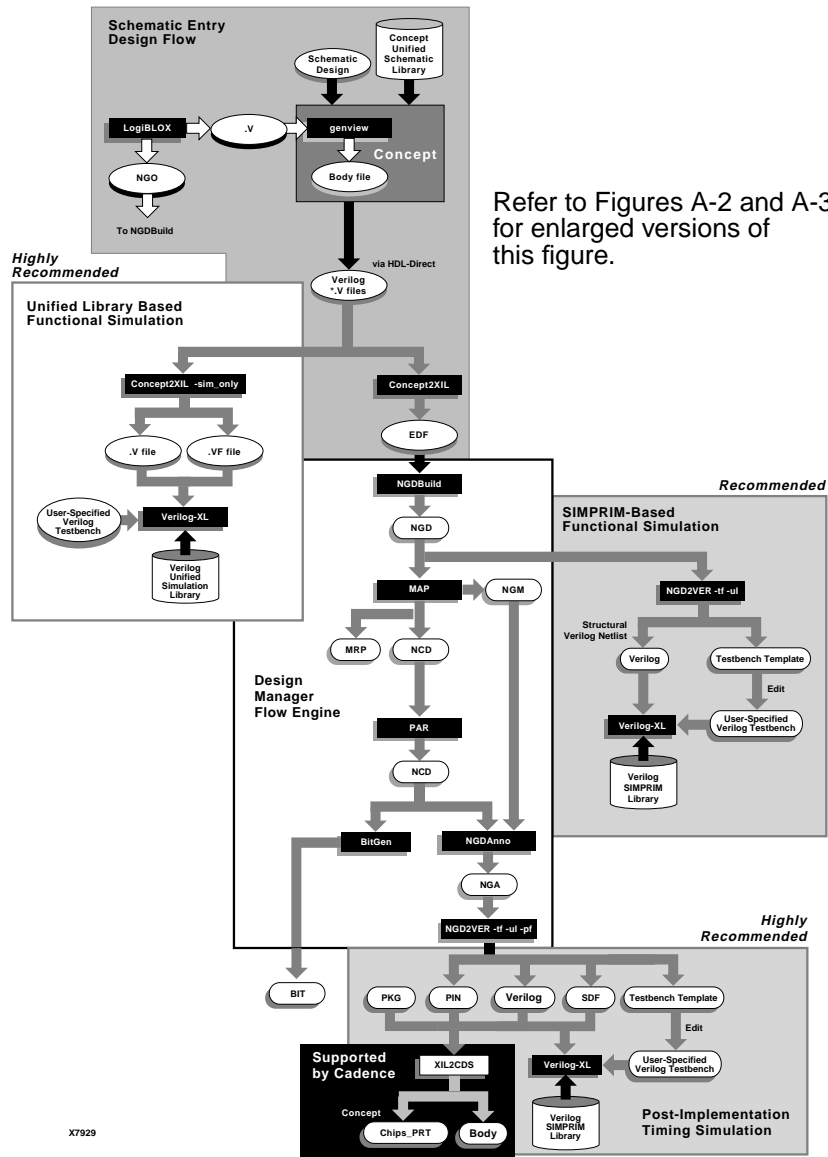 Schematic Entry
Design Flow
Schematic
Design
Concept
Unified
Schematic
Library
LogiBLOX
.V
genview
Concept
NGO
Body file
To NGDBuild
Refer to Figures A-2 and A-3
for enlarged versions of
this figure.
via HDL-Direct
Verilog
*.V files
Highly
Recommended
Unified Library Based
Functional Simulation
Concept2XIL -sim_only
.V file
.VF file
User-Specified
Verilog
Testbench
Verilog-XL
Verilog
Unified
Simulation
Library
Concept2XIL
EDF
NGDBuild
NGD
MAP
NGM
MRP
NCD
Design
Manager
Flow Engine
PAR
NCD
BitGen
NGDAnno
NGA
NGD2VER -tf -ul -pf
BIT
Recommended
SIMPRIM-Based
Functional Simulation
NGD2VER -tf -ul
Structural
Verilog Netlist
Verilog
Testbench Template
Edit
Verilog-XL
User-Specified
Verilog Testbench
Verilog
SIMPRIM
Library
Highly
Recommended
PKG
PIN
Verilog
SDF
Testbench Template
Edit
Supported
by Cadence
XIL2CDS
Verilog-XL
User-Specified
Verilog Testbench
Concept
Chips_PRT
Body
Verilog
SIMPRIM
Library
Post-Implementation
Timing Simulation
X7929